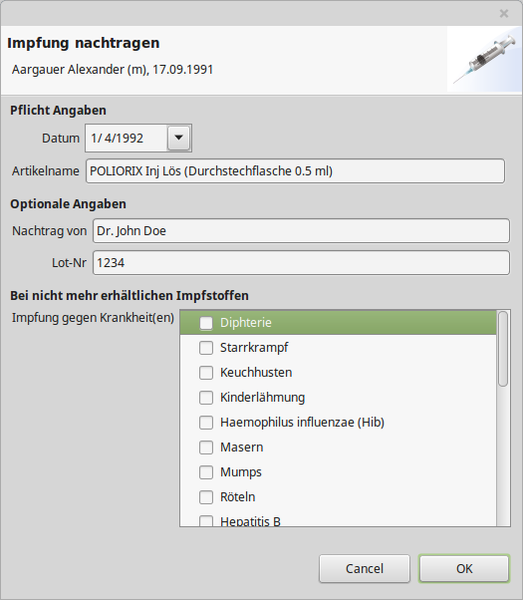 Impfung nachtragen
Aargauer Alexander (m), 17.09.1991
Pflicht Angaben
Datum 1/ 4/1992
Artikelname POLIORIX Inj Lös (Durchstechflasche 0.5 ml)
Optionale Angaben
Nachtrag von Dr. John Doe
Lot-Nr 1234
Bei nicht mehr erhältlichen Impfstoffen
Impfung gegen Krankheit(en) Diphterie
Starrkrampf
Keuchhusten
Kinderlähmung
Haemophilus influenzae (Hib)
Masern
Mumps
Röteln
Hepatitis B
Cancel OK